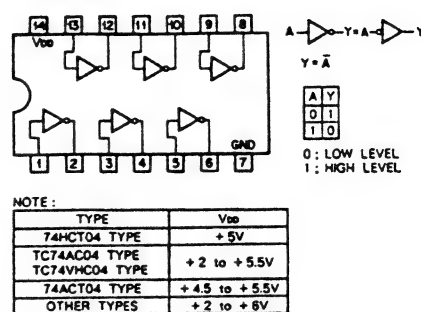 14 13 12 11 10 9 8
VDD
A Y = A Y
Y = A̅
GND
1 2 3 4 5 6 7
A Y
0 1
1 0
0 : LOW LEVEL
1 : HIGH LEVEL
NOTE :
TYPE VDD
74HCT04 TYPE + 5V
TC74AC04 TYPE
TC74VHC04 TYPE + 2 to + 5.5V
74ACT04 TYPE + 4.5 to + 5.5V
OTHER TYPES + 2 to + 6V